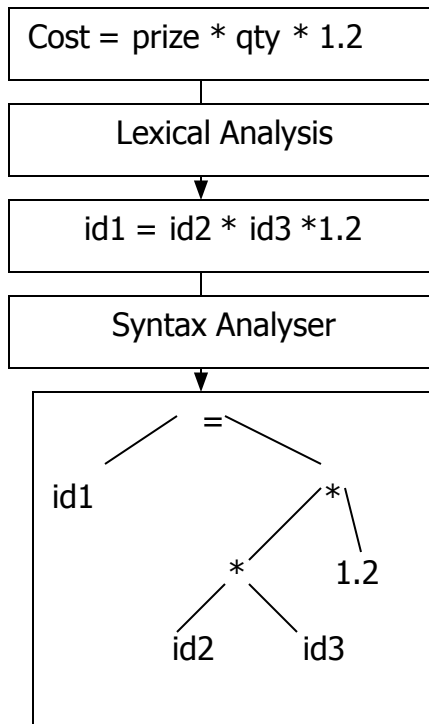 Cost = prize * qty * 1.2
Lexical Analysis
id1 = id2 * id3 *1.2
Syntax Analyser
=
id1 *
* 1.2
id2 id3